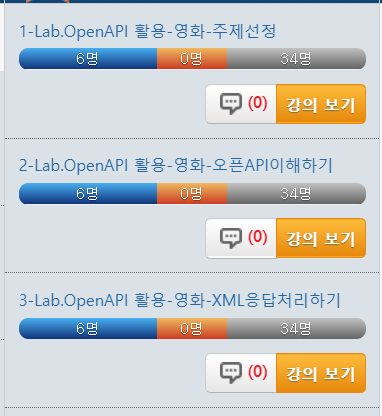 1-Lab.OpenAPI 활용-영화-주제선정
6명 0명 34명
(0) 강의 보기
2-Lab.OpenAPI 활용-영화-오픈API이해하기
6명 0명 34명
(0) 강의 보기
3-Lab.OpenAPI 활용-영화-XML응답처리하기
6명 0명 34명
(0) 강의 보기